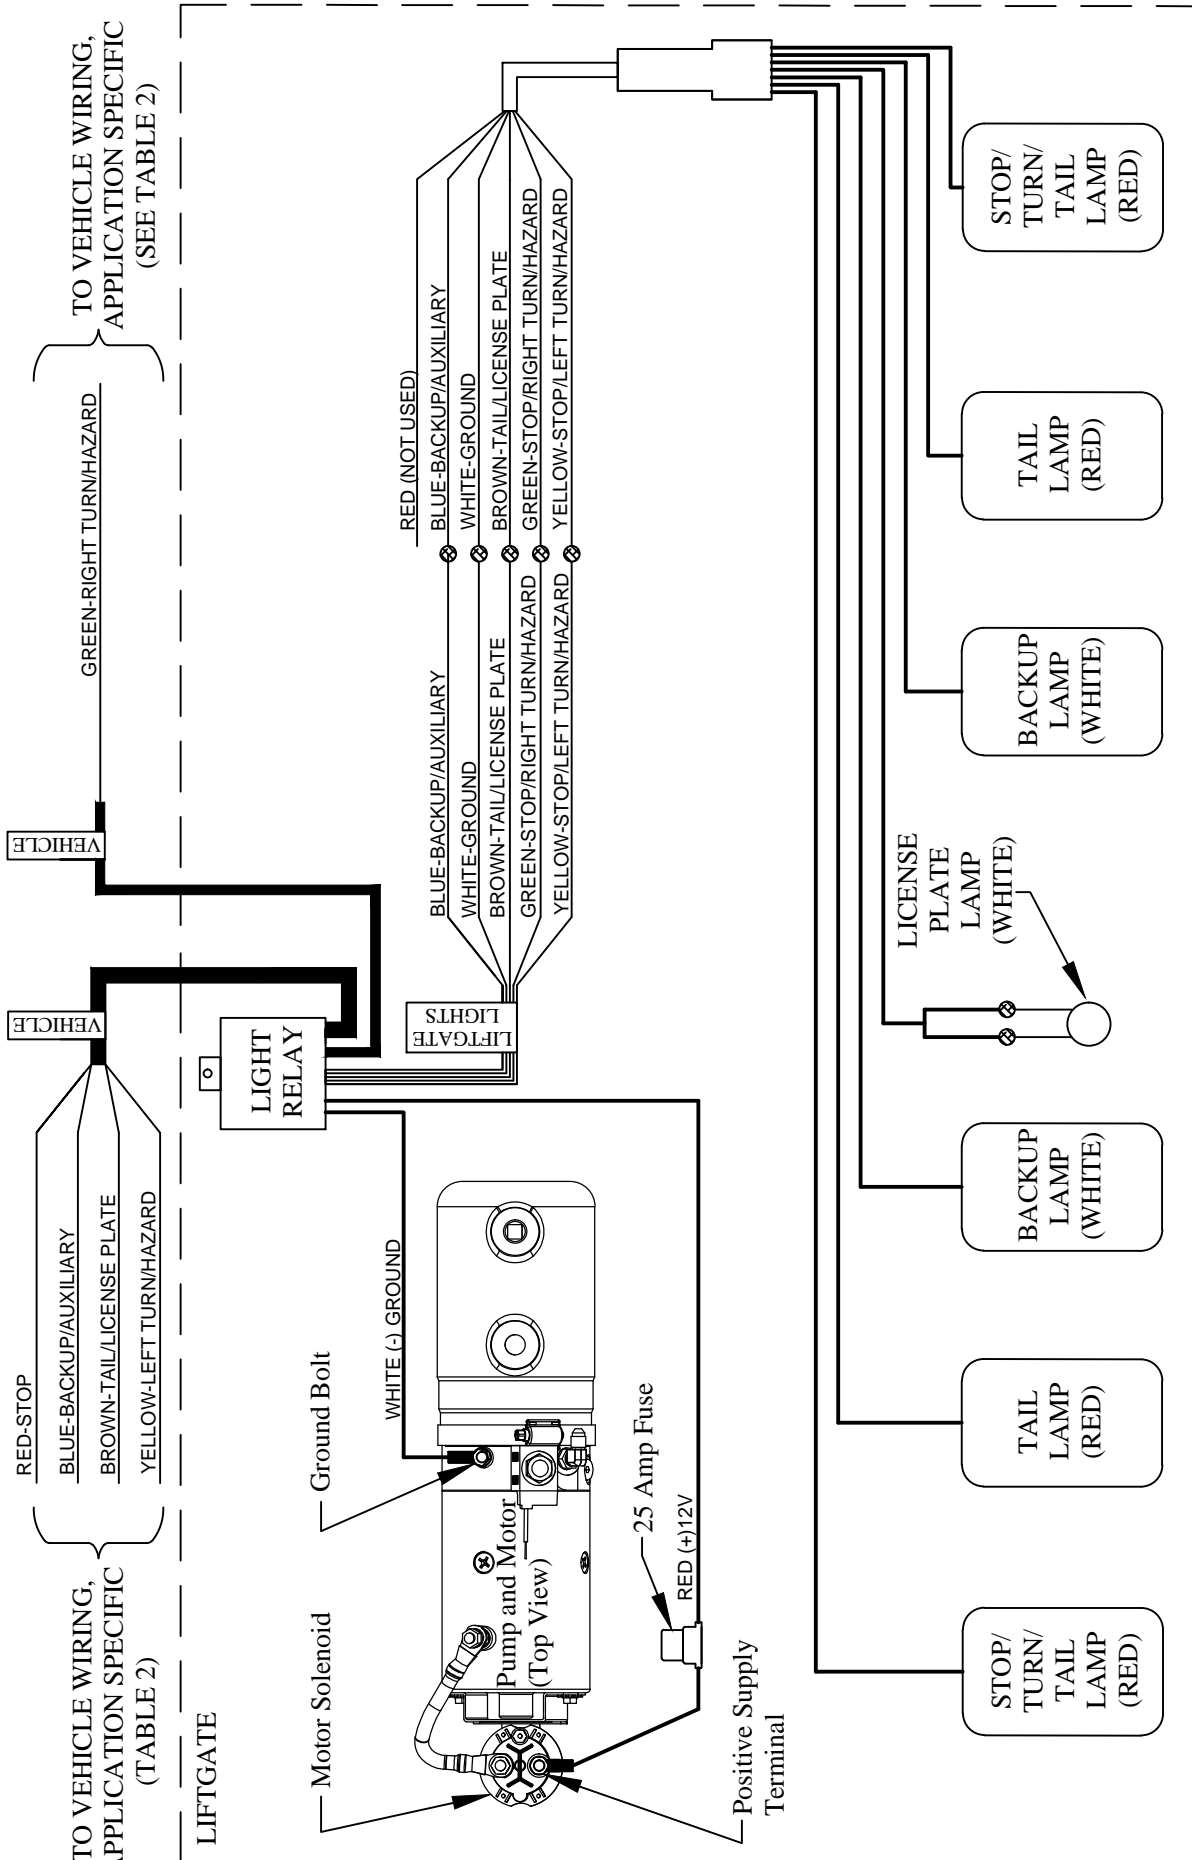 TO VEHICLE WIRING,
APPLICATION SPECIFIC
(TABLE 2)
RED-STOP
BLUE-BACKUP/AUXILIARY
BROWN-TAIL/LICENSE PLATE
YELLOW-LEFT TURN/HAZARD
VEHICLE
VEHICLE
GREEN-RIGHT TURN/HAZARD
TO VEHICLE WIRING,
APPLICATION SPECIFIC
(SEE TABLE 2)
LIFTGATE
LIGHT
RELAY
Motor Solenoid
Ground Bolt
WHITE (-) GROUND
LIFTGATE
LIGHTS
BLUE-BACKUP/AUXILIARY
WHITE-GROUND
BROWN-TAIL/LICENSE PLATE
GREEN-STOP/RIGHT TURN/HAZARD
YELLOW-STOP/LEFT TURN/HAZARD
RED (NOT USED)
BLUE-BACKUP/AUXILIARY
WHITE-GROUND
BROWN-TAIL/LICENSE PLATE
GREEN-STOP/RIGHT TURN/HAZARD
YELLOW-STOP/LEFT TURN/HAZARD
Pump and Motor
(Top View)
25 Amp Fuse
RED (+)12V
Positive Supply
Terminal
STOP/
TURN/
TAIL
LAMP
(RED)
TAIL
LAMP
(RED)
BACKUP
LAMP
(WHITE)
LICENSE
PLATE
LAMP
(WHITE)
BACKUP
LAMP
(WHITE)
TAIL
LAMP
(RED)
STOP/
TURN/
TAIL
LAMP
(RED)